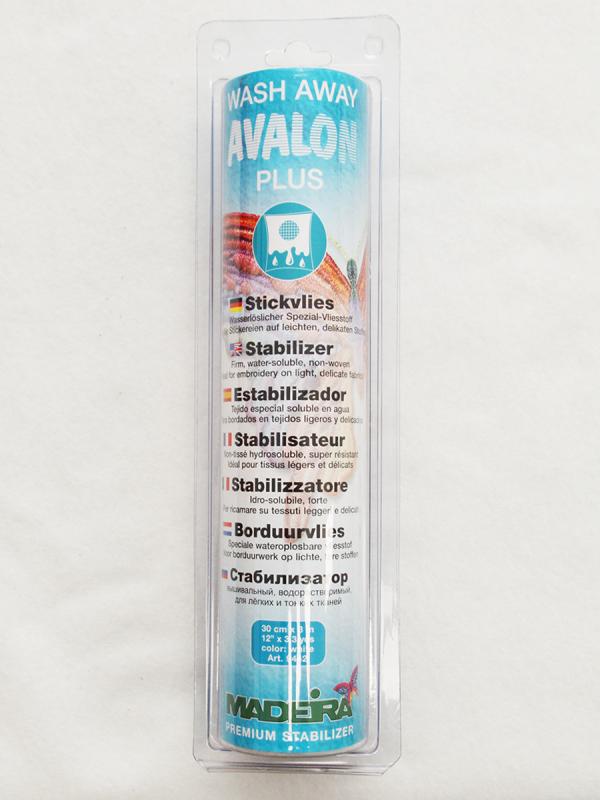 WASH AWAY
AVALON
PLUS
Stickvlies
Wasserlöslicher Spezial-Vliesstoff
Stickereien auf leichten, delikaten
Stabilizer
Firm, water-soluble, non-woven
for embroidery on light, delicate
Estabilizador
Tejido especial soluble en agua
bordados en tejidos ligeros y
Stabilisateur
hydrosoluble, super résistant
Idéal pour tissus légers et délicats
Stabilizzatore
Idro-solubile, forte
ricamare su tessuti leggeri e
Borduurvlies
Speciale wateroplosbare
borduurwerk op lichte, stoffen
Стабилизатор
для лёгких и тонких тканей
30 cm x
12" x
color: white
Art.
MADEIRA
PREMIUM STABILIZER